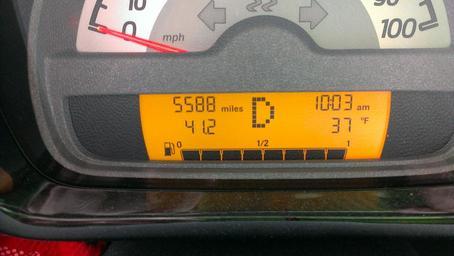 10 90
0 mph 100
5588 miles D 10:03 am
41.2 37 °F
0 1/2 1